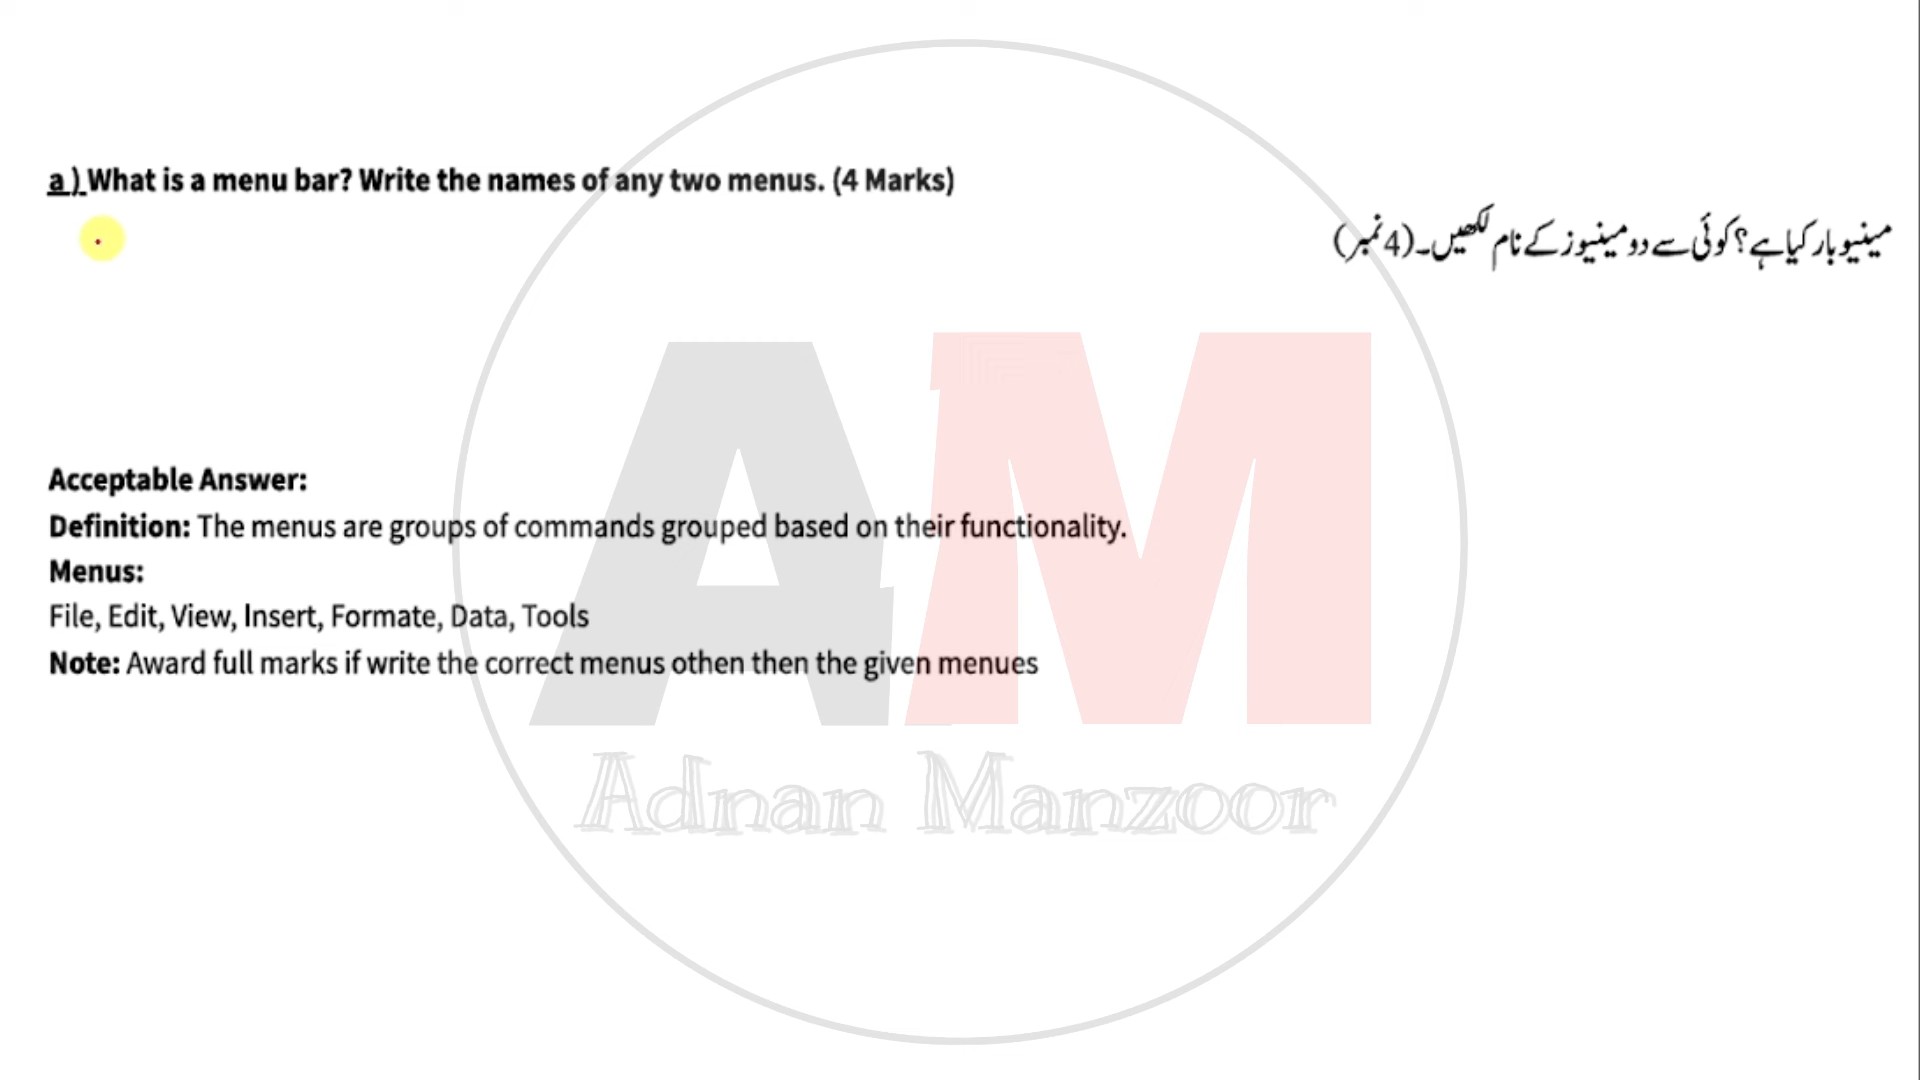 a ) What is a menu bar? Write the names of any two menus. (4 Marks)
مینیو بار کیا ہے؟ کوئی سے دو مینیوز کے نام لکھیں۔ (4 نمبر)
Acceptable Answer:
Definition: The menus are groups of commands grouped based on their functionality.
Menus:
File, Edit, View, Insert, Formate, Data, Tools
Note: Award full marks if write the correct menus othen then the given menues
AM
Adnan Manzoor